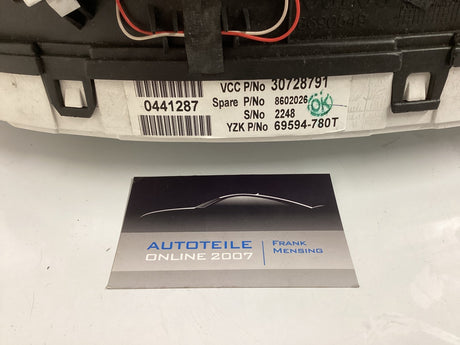 VCC P/No 30728791
0441287
Spare P/No 8602026
OK
S/No 2248
YZK P/No 69594-780T
AUTOTEILE
ONLINE 2007
FRANK
MENSING